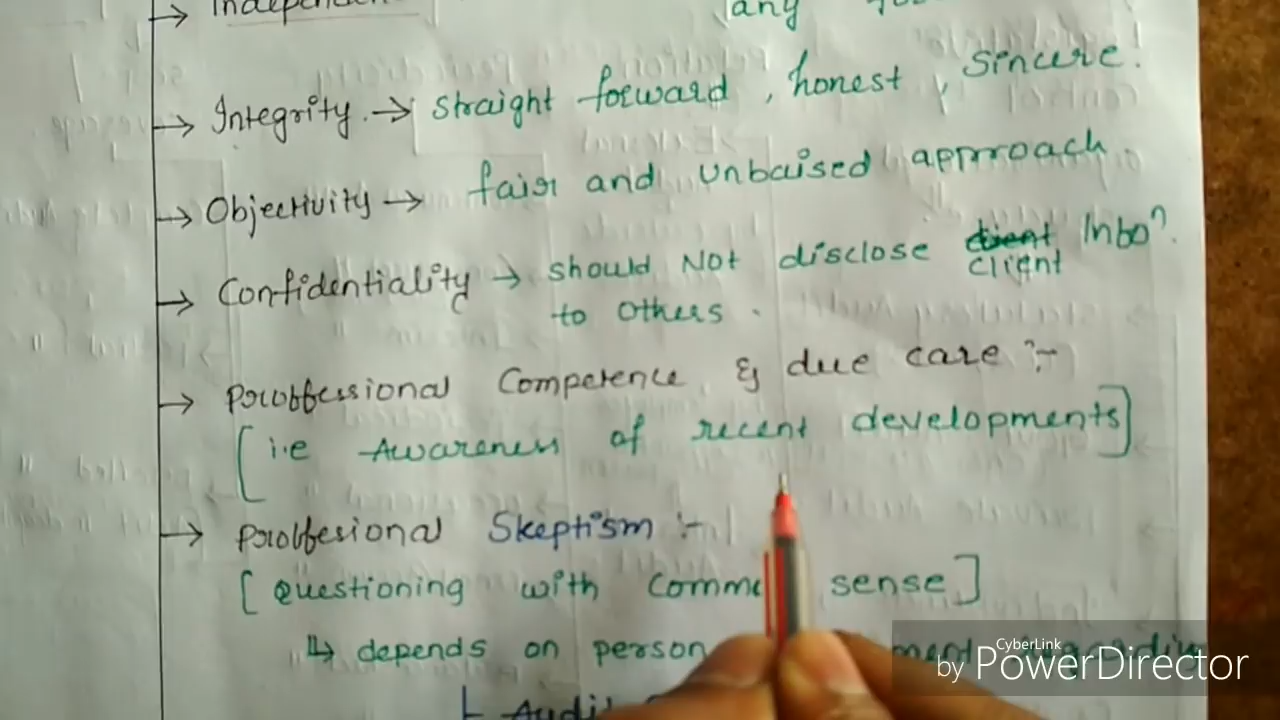 → any
→ Integrity → straight forward, honest, sincere.
→ Objectivity → fair and unbaised approach.
→ Confidentiality → should NOT disclose client Info?
to others.
→ Proffessional Competence & due care :-
[i.e Awareness of recent developments]
→ Proffesional Skeptism :-
[Questioning with comm sense]
↳ depends on person
Audit
CyberLink
by PowerDirector